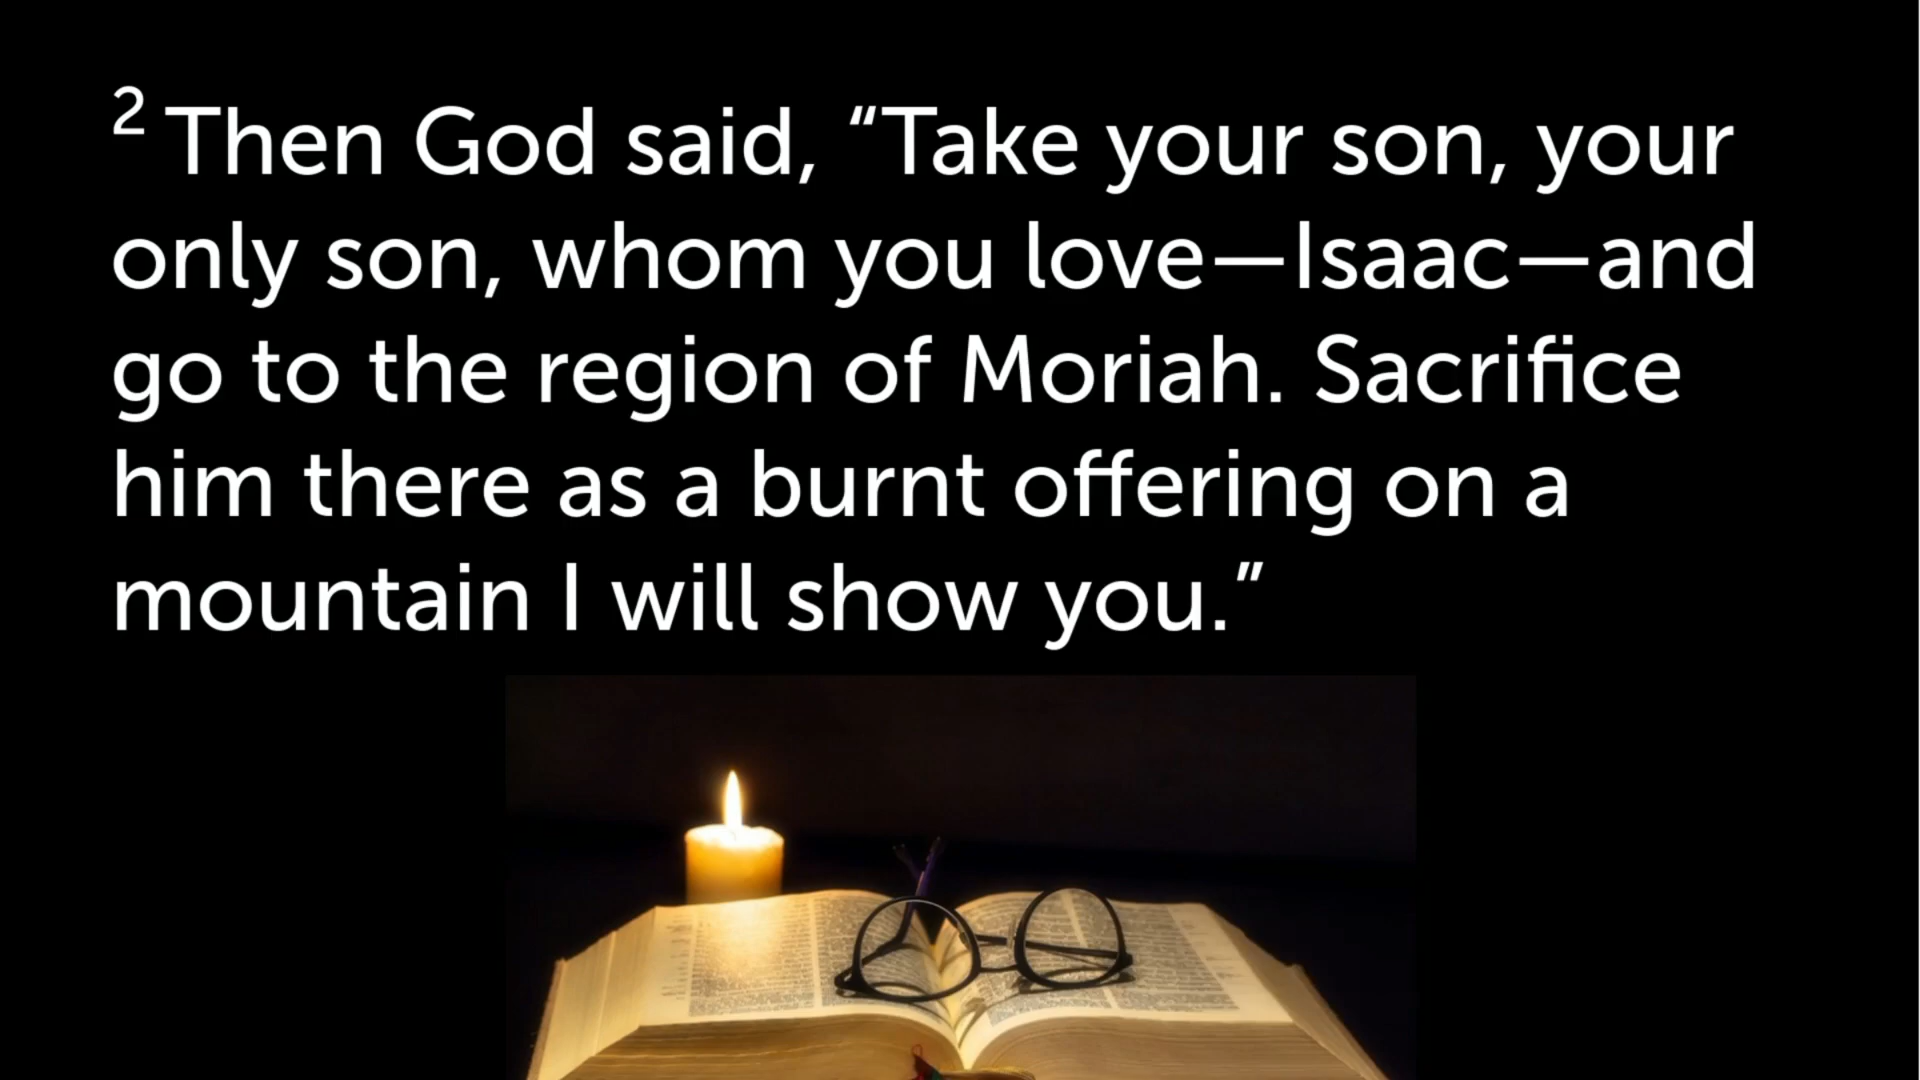 2 Then God said, “Take your son, your
only son, whom you love—Isaac—and
go to the region of Moriah. Sacrifice
him there as a burnt offering on a
mountain I will show you.”